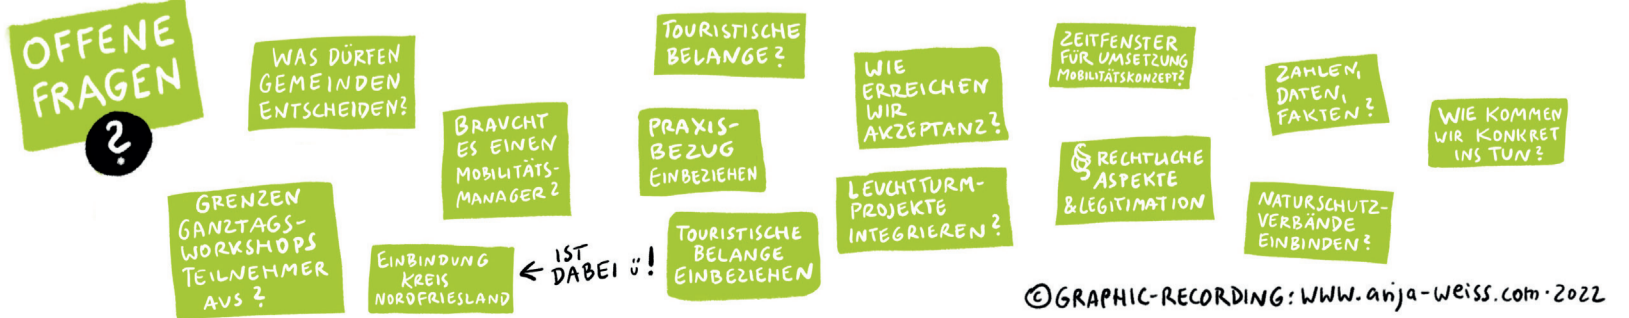 OFFENE
FRAGEN
?
WAS DÜRFEN
GEMEINDEN
ENTSCHEIDEN?
GRENZEN
GANZTAGS-
WORKSHOPS
TEILNEHMER
AUS?
BRAUCHT
ES EINEN
MOBILITÄTS-
MANAGER?
EINBINDUNG
KREIS
NORDFRIESLAND
← IST
DABEI ü!
TOURISTISCHE
BELANGE?
PRAXIS-
BEZUG
EINBEZIEHEN
TOURISTISCHE
BELANGE
EINBEZIEHEN
WIE
ERREICHEN
WIR
AKZEPTANZ?
LEUCHTTURM-
PROJEKTE
INTEGRIEREN?
ZEITFENSTER
FÜR UMSETZUNG
MOBILITÄTSKONZEPT?
§ RECHTLICHE
ASPEKTE
& LEGITIMATION
ZAHLEN,
DATEN,
FAKTEN?
NATURSCHUTZ-
VERBÄNDE
EINBINDEN?
WIE KOMMEN
WIR KONKRET
INS TUN?
© GRAPHIC-RECORDING: WWW.anja-weiss.com · 2022